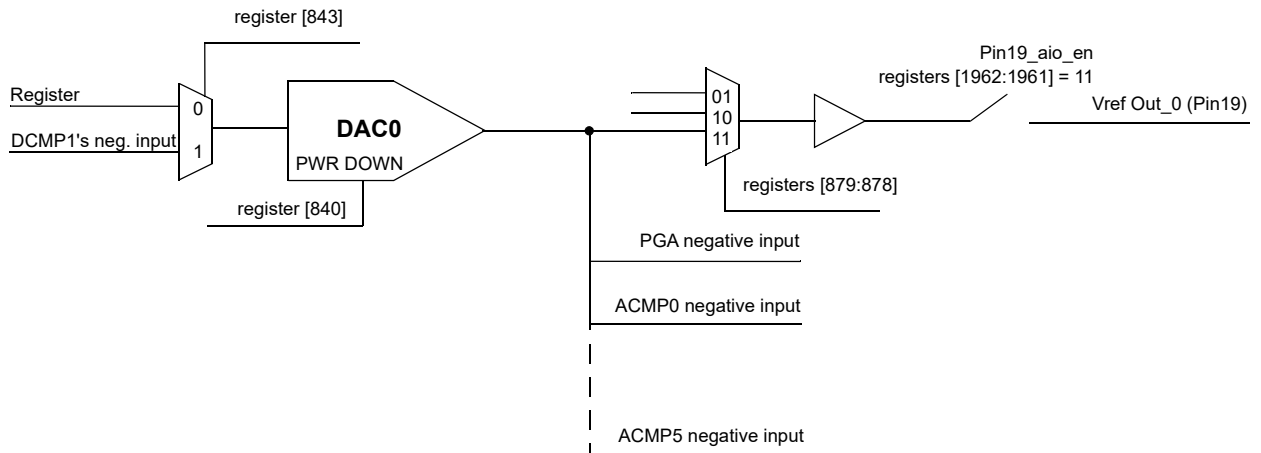 register [843]
Register
DCMP1's neg. input
0
1
DAC0
PWR DOWN
register [840]
01
10
11
registers [879:878]
Pin19_aio_en
registers [1962:1961] = 11
Vref Out_0 (Pin19)
PGA negative input
ACMP0 negative input
ACMP5 negative input